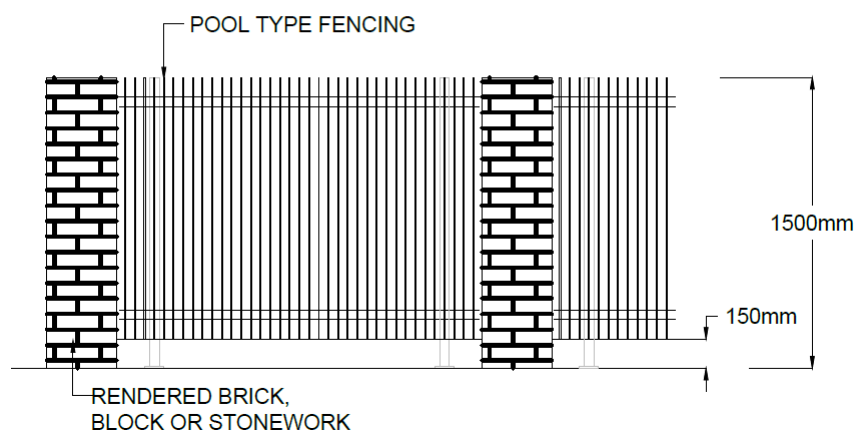 POOL TYPE FENCING
1500mm
150mm
RENDERED BRICK,
BLOCK OR STONEWORK